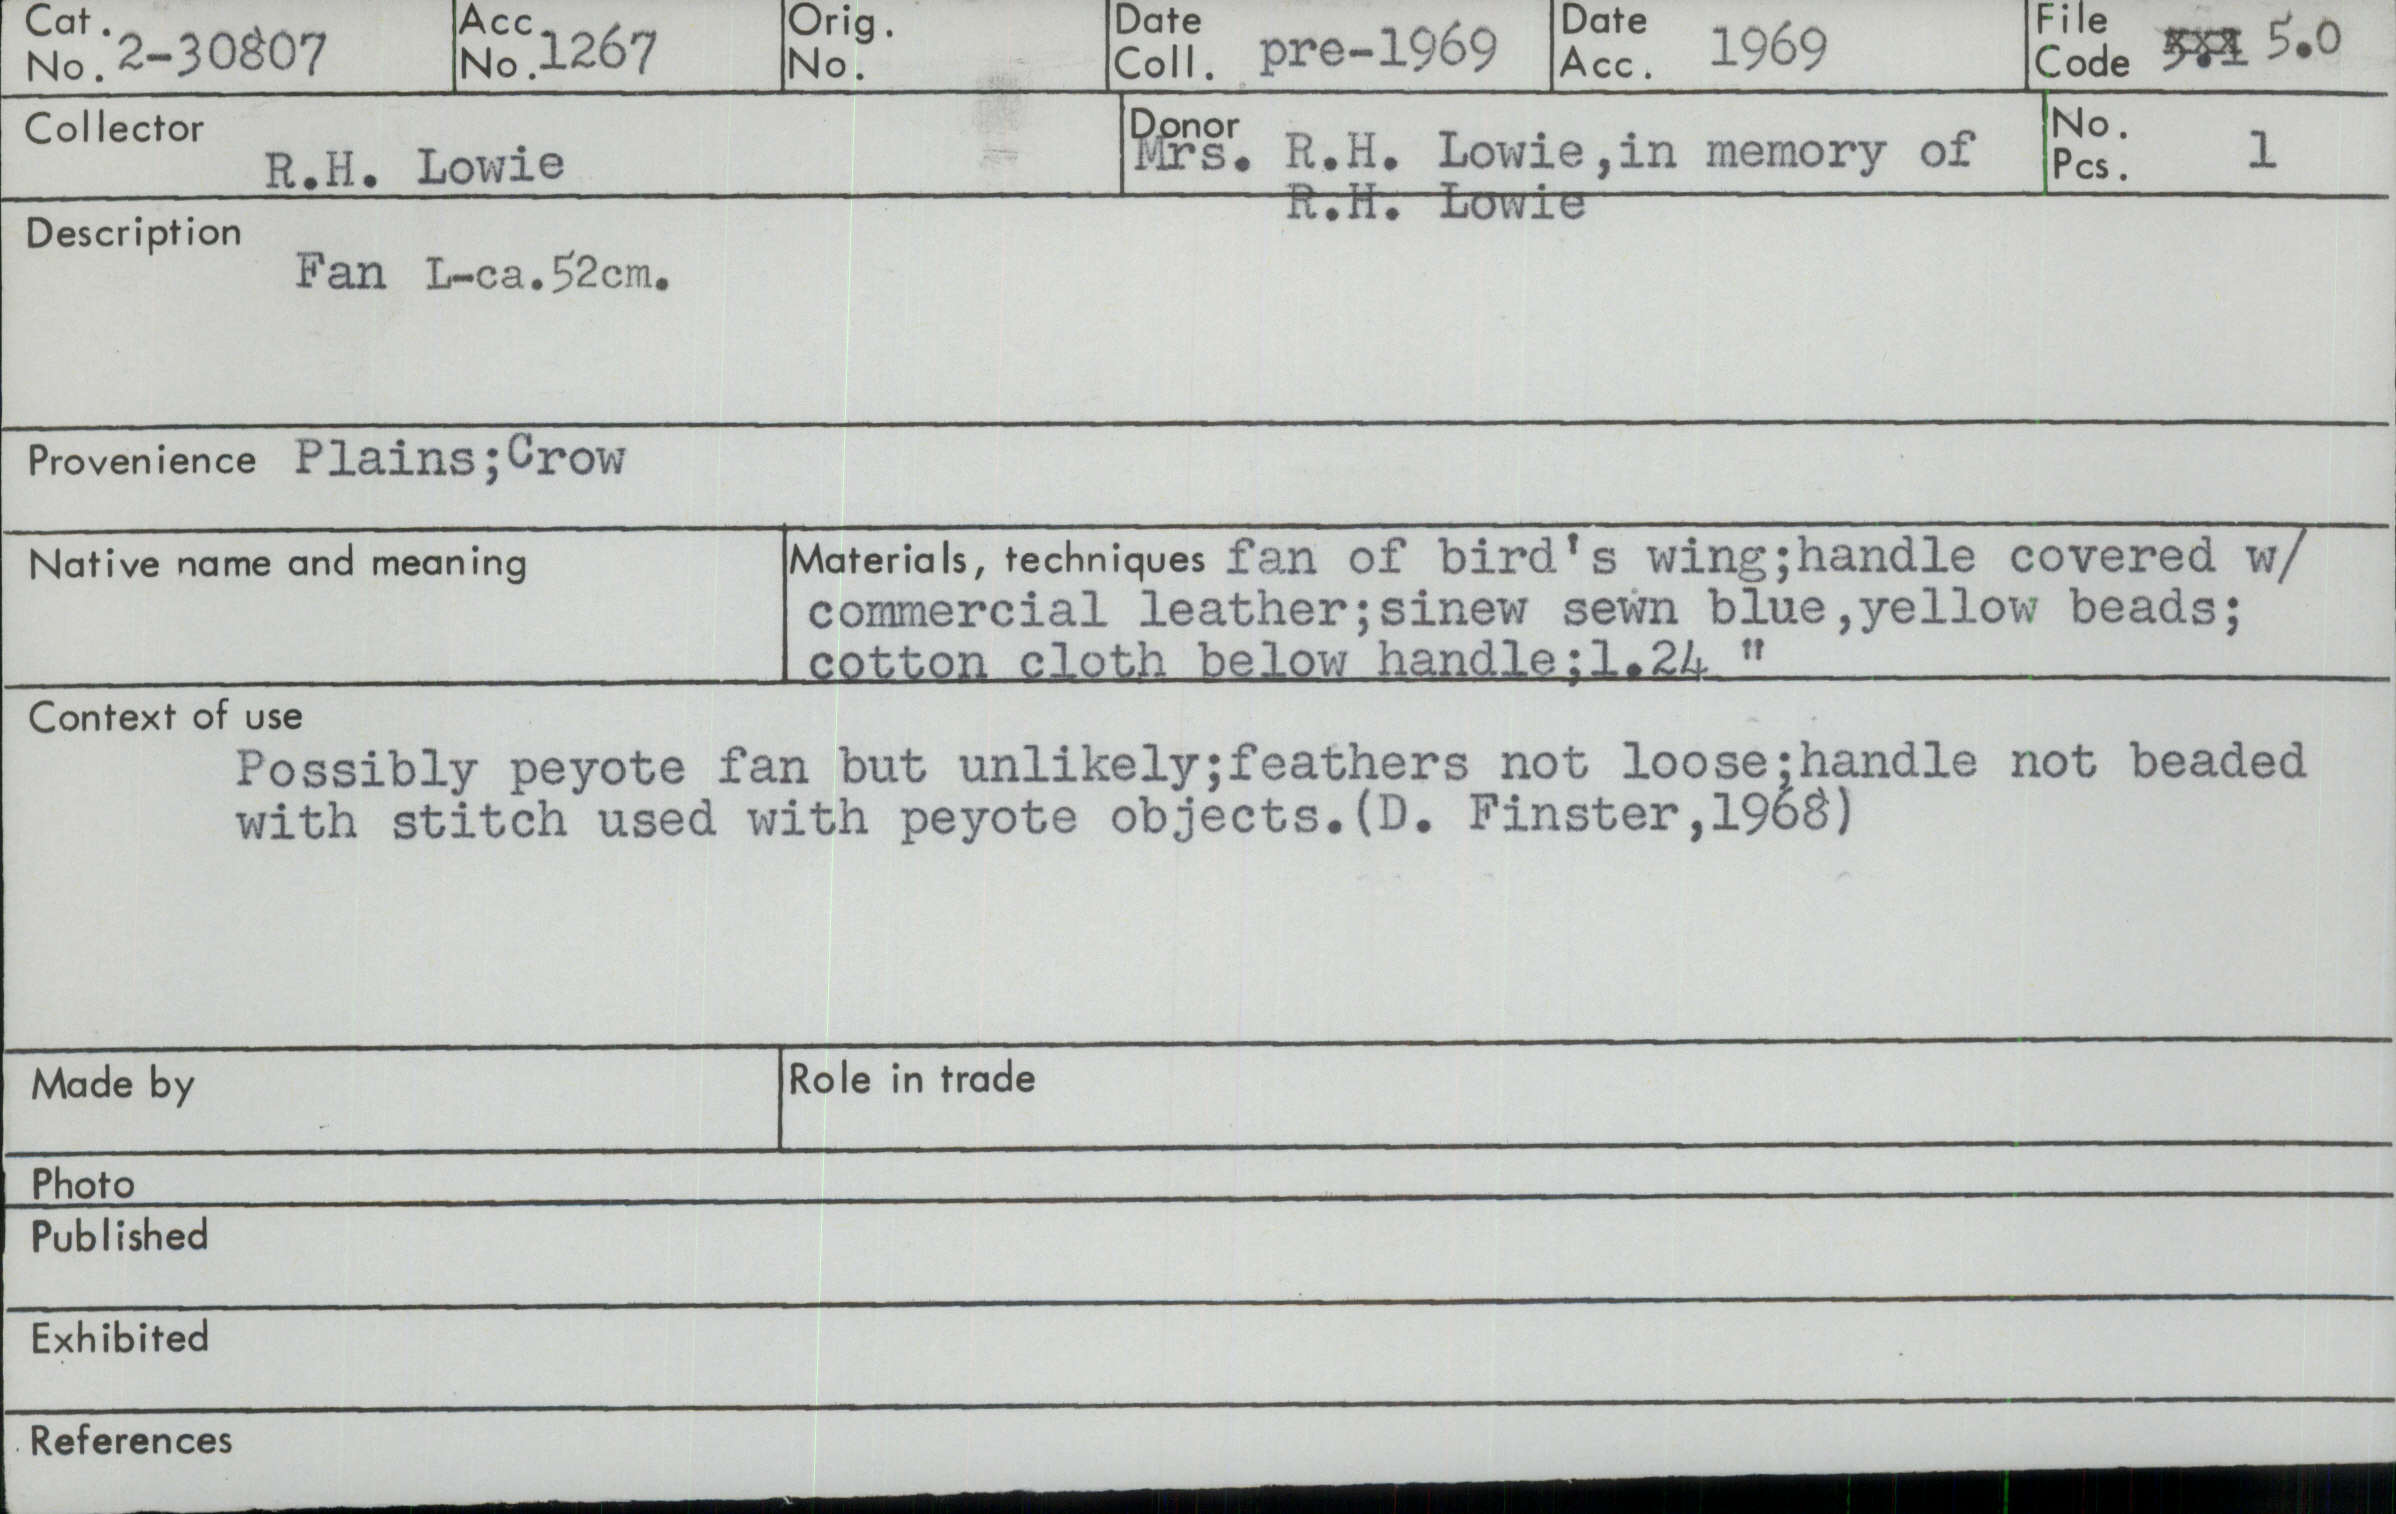 Cat. No. 2-30807
Acc. No. 1267
Orig. No.
Date Coll. pre-1969
Date Acc. 1969
File Code 5.0
Collector
R.H. Lowie
Donor
Mrs. R.H. Lowie,in memory of
R.H. Lowie
No. Pcs. 1
Description
Fan L-ca.52cm.
Provenience Plains;Crow
Native name and meaning
Materials, techniques fan of bird's wing;handle covered w/
commercial leather;sinew sewn blue,yellow beads;
cotton cloth below handle;l.24 "
Context of use
Possibly peyote fan but unlikely;feathers not loose;handle not beaded
with stitch used with peyote objects.(D. Finster,1968)
Made by
Role in trade
Photo
Published
Exhibited
References